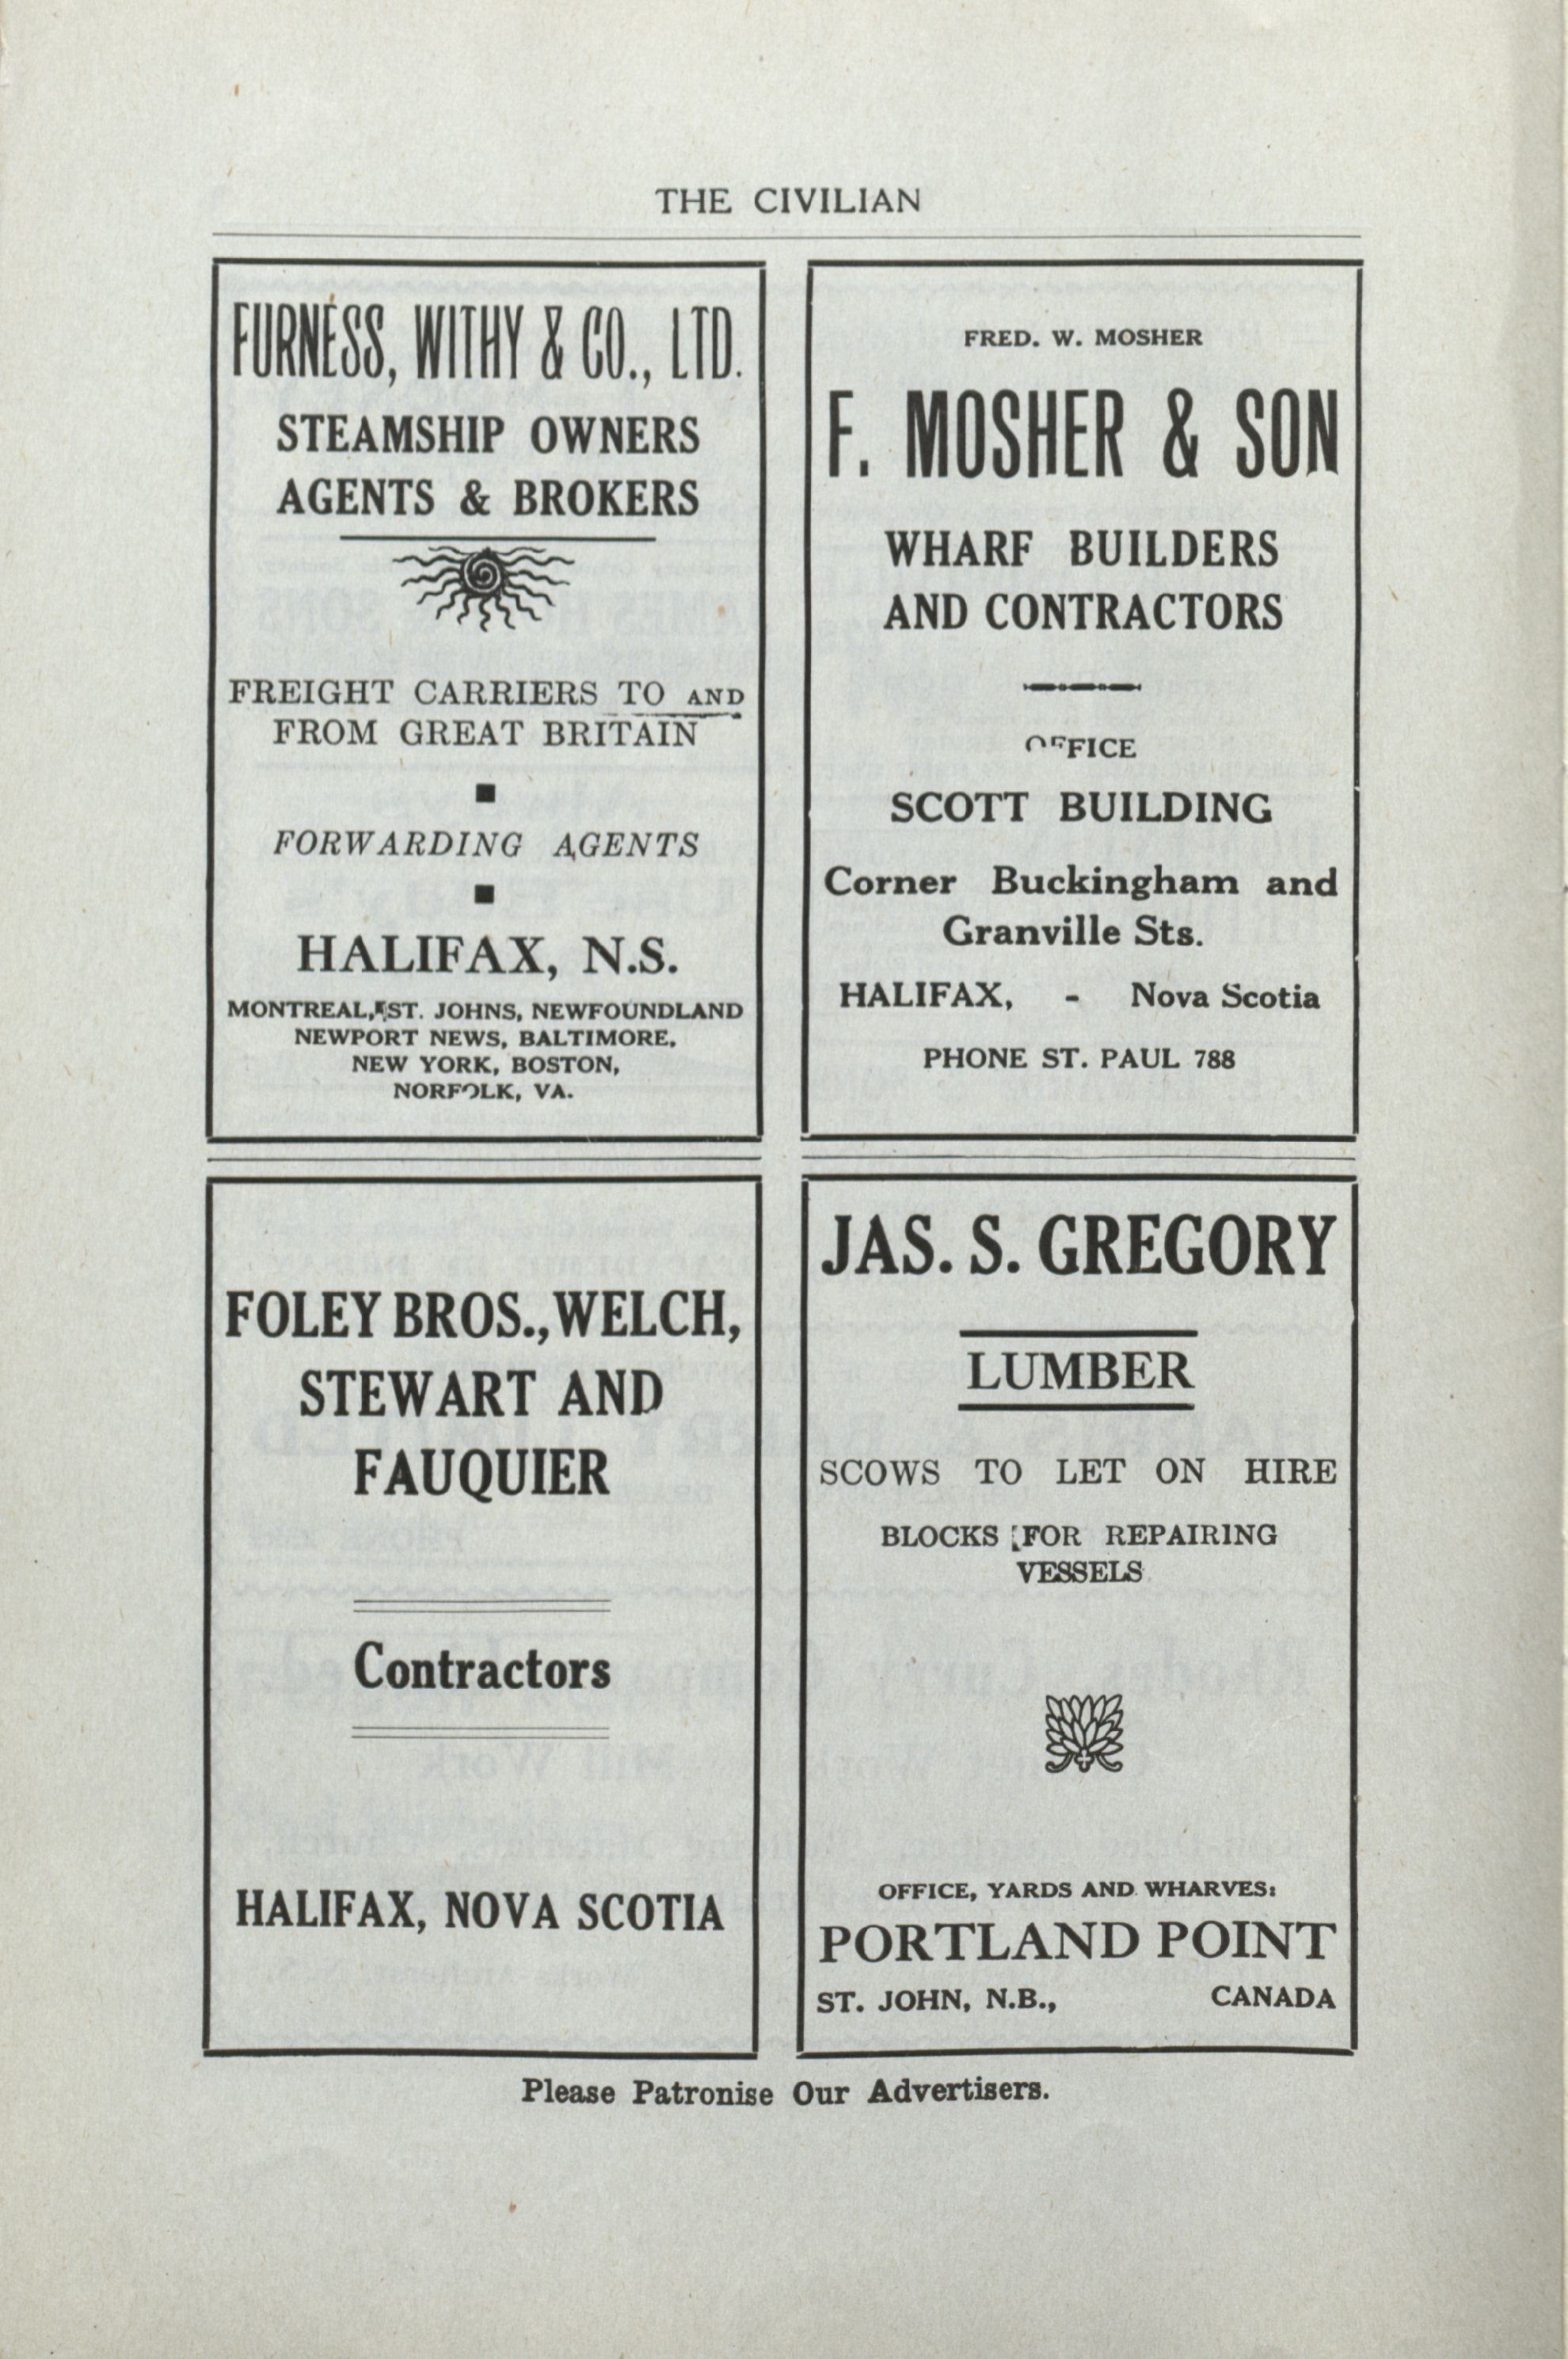 THE CIVILIAN
FURNESS, WITHY & CO., LTD.
STEAMSHIP OWNERS
AGENTS & BROKERS
FREIGHT CARRIERS TO AND
FROM GREAT BRITAIN
FORWARDING AGENTS
HALIFAX, N.S.
MONTREAL, ST. JOHNS, NEWFOUNDLAND
NEWPORT NEWS, BALTIMORE,
NEW YORK, BOSTON,
NORFOLK, VA.
FRED. W. MOSHER
F. MOSHER & SON
WHARF BUILDERS
AND CONTRACTORS
OFFICE
SCOTT BUILDING
Corner Buckingham and
Granville Sts.
HALIFAX, - Nova Scotia
PHONE ST. PAUL 788
FOLEY BROS., WELCH,
STEWART AND
FAUQUIER
Contractors
HALIFAX, NOVA SCOTIA
JAS. S. GREGORY
LUMBER
SCOWS TO LET ON HIRE
BLOCKS FOR REPAIRING
VESSELS
OFFICE, YARDS AND WHARVES:
PORTLAND POINT
ST. JOHN, N.B., CANADA
Please Patronise Our Advertisers.